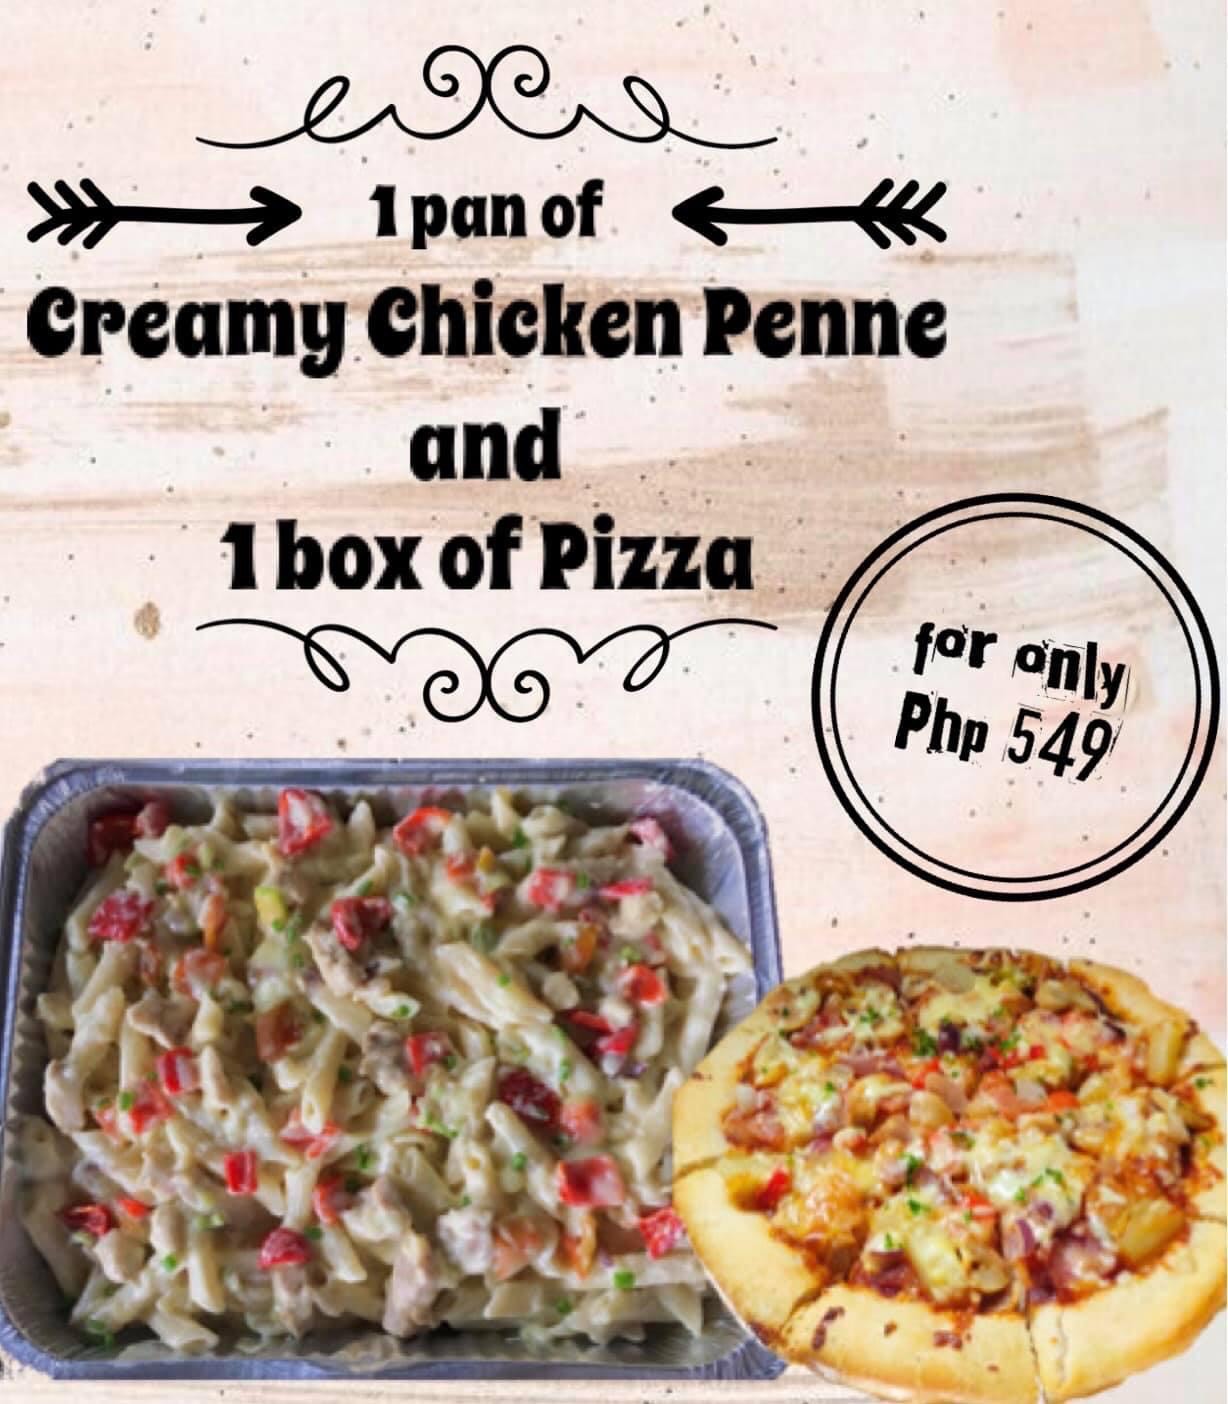 1 pan of
Creamy Chicken Penne
and
1 box of Pizza
for only
Php 549